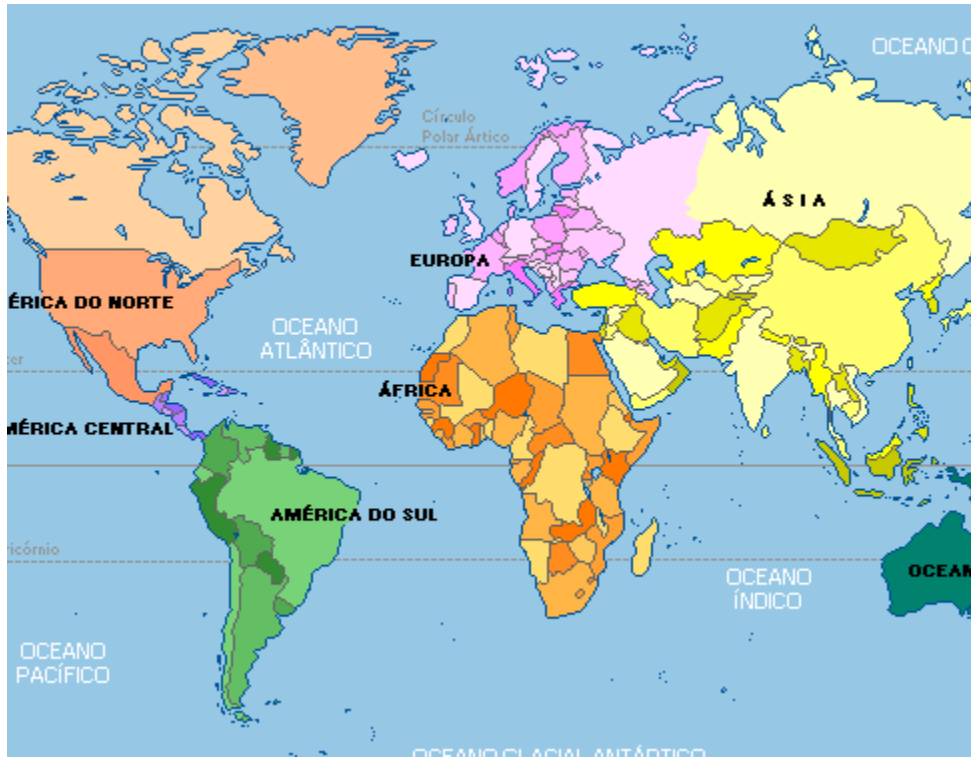 OCEANO
Círculo
Polar Ártico
ÁSIA
EUROPA
ÉRICA DO NORTE
OCEANO
ATLÂNTICO
ÁFRICA
MÉRICA CENTRAL
AMÉRICA DO SUL
ricórnio
OCEAN
OCEANO
ÍNDICO
OCEANO
PACÍFICO
OCEANO GLACIAL ANTÁRTICO